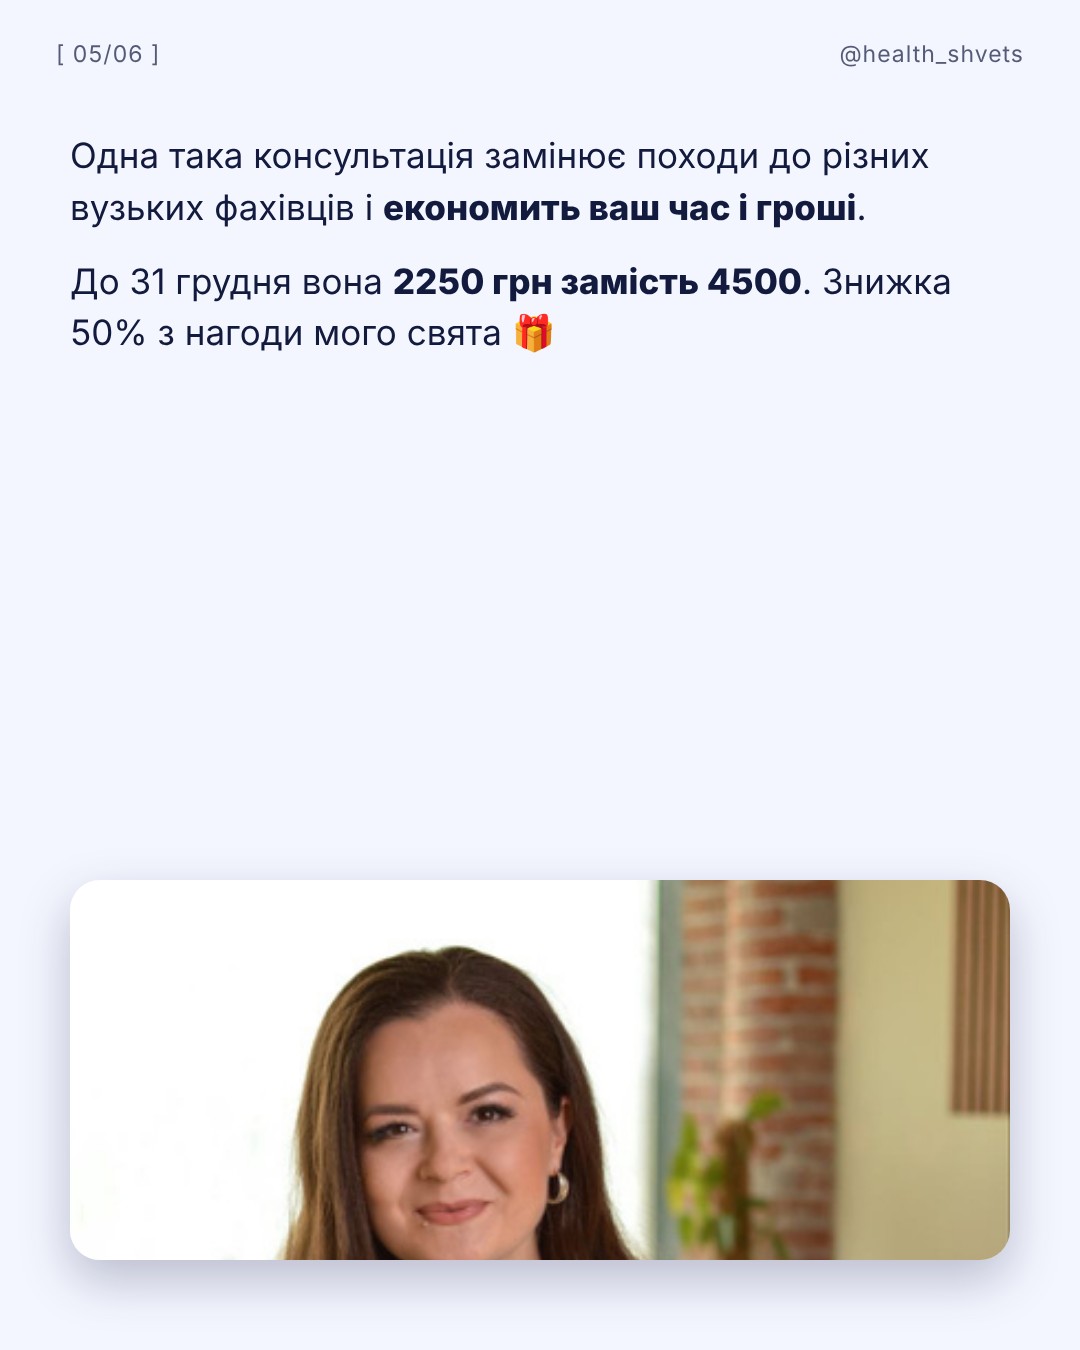 [ 05/06 ]
@health_shvets
Одна така консультація замінює походи до різних
вузьких фахівців і економить ваш час і гроші.
До 31 грудня вона 2250 грн замість 4500. Знижка
50% з нагоди мого свята 🎁